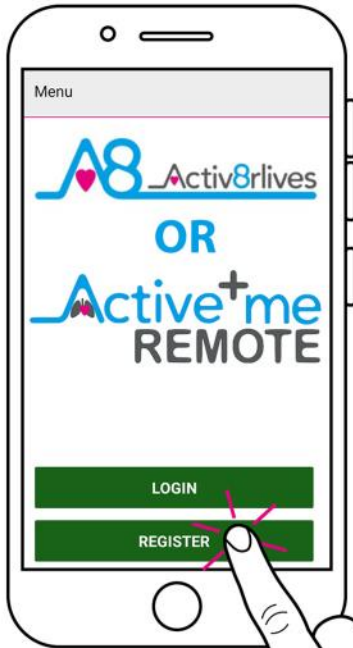 Menu
A8 Activ8rlives
OR
Active+me
REMOTE
LOGIN
REGISTER